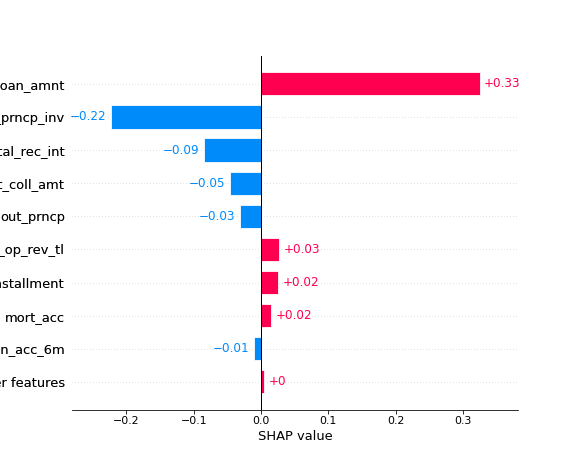 oan_amnt +0.33
prncp_inv −0.22
tal_rec_int −0.09
t_coll_amt −0.05
out_prncp −0.03
_op_rev_tl +0.03
nstallment +0.02
mort_acc +0.02
n_acc_6m −0.01
er features +0
−0.2 −0.1 0.0 0.1 0.2 0.3
SHAP value